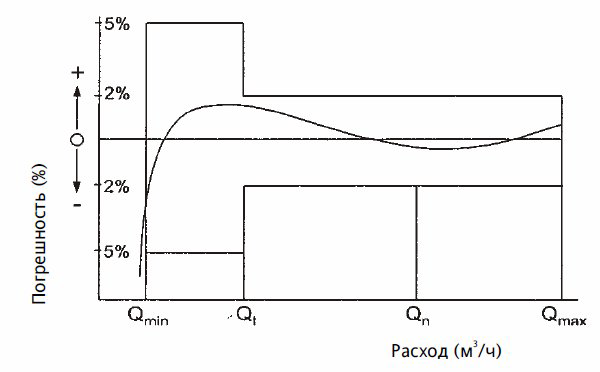 5%
+
2%
O
2%
-
5%
Погрешность (%)
Qmin Qt Qn Qmax
Расход (м³/ч)